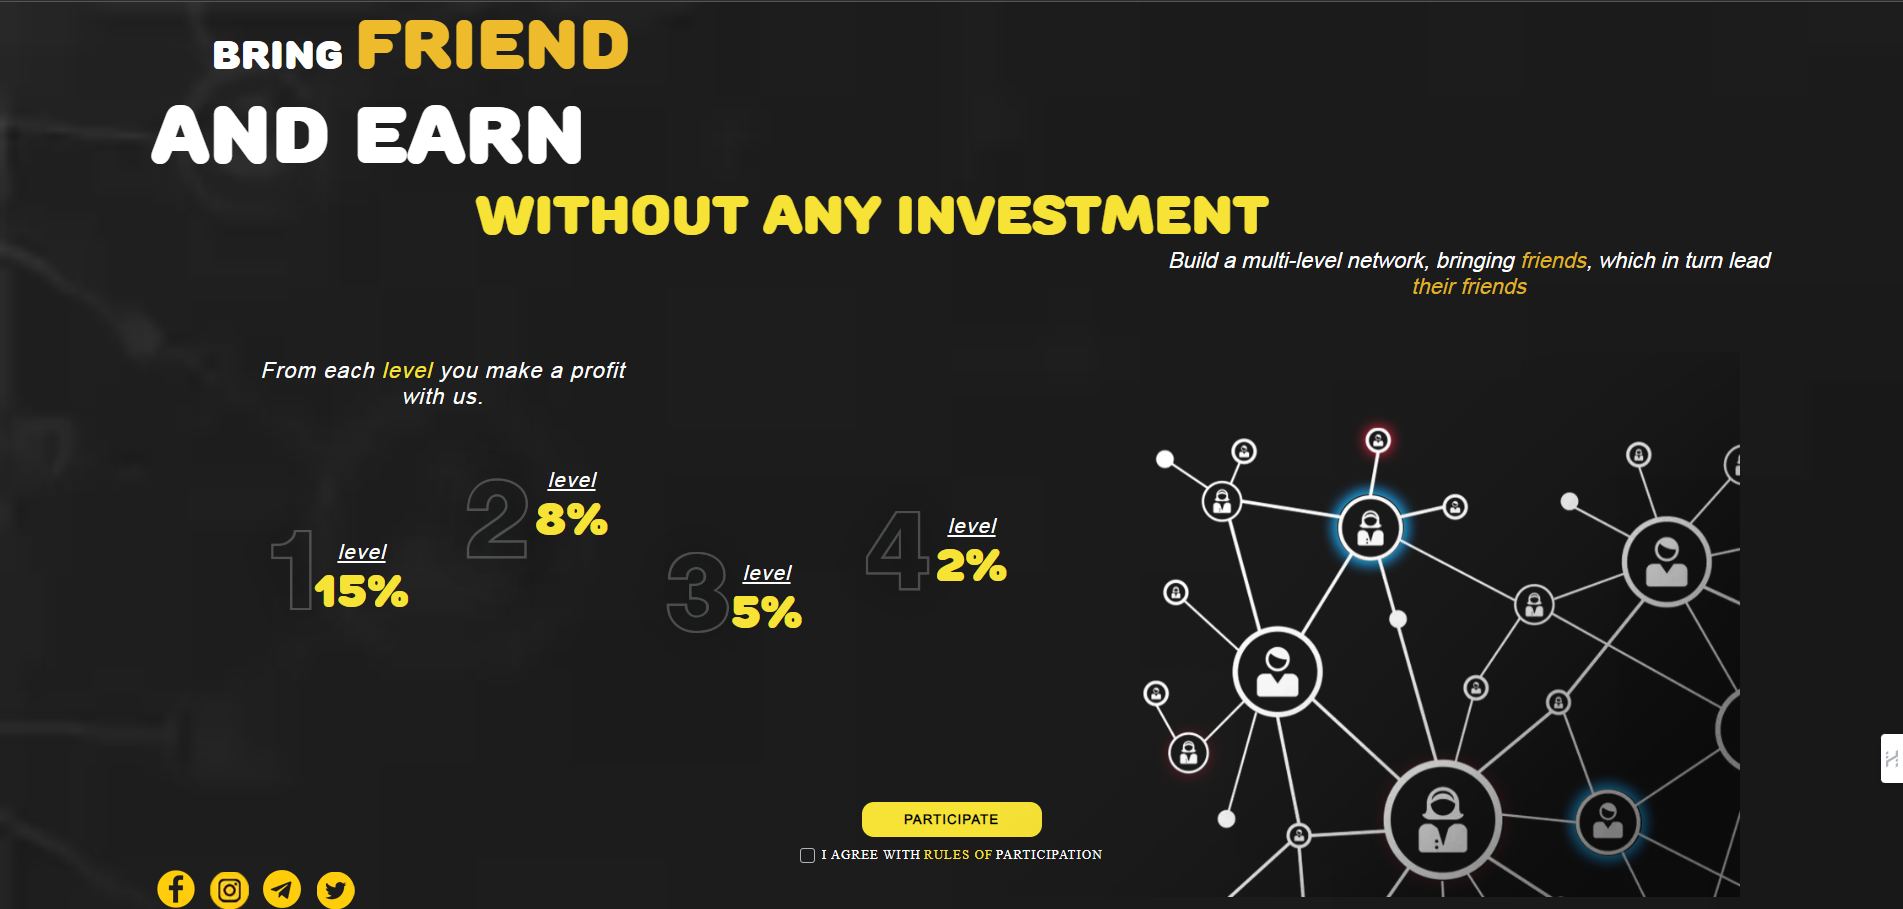 BRING FRIEND
AND EARN
WITHOUT ANY INVESTMENT
Build a multi-level network, bringing friends, which in turn lead
their friends
From each level you make a profit
with us.
1 level
15%
2 level
8%
3 level
5%
4 level
2%
PARTICIPATE
I AGREE WITH RULES OF PARTICIPATION